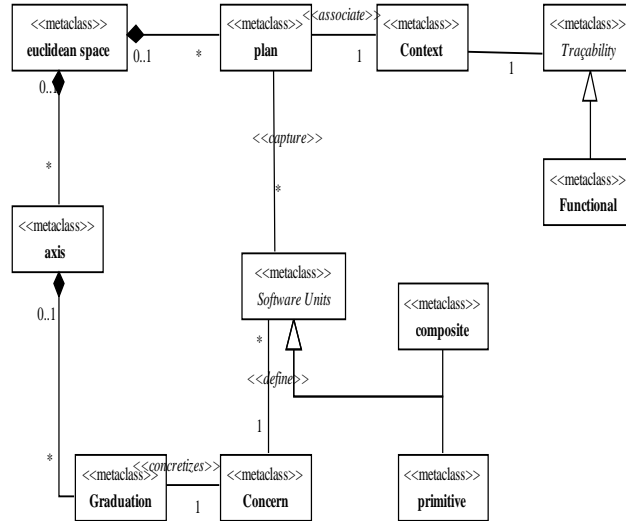 <<metaclass>>
euclidean space
<<metaclass>>
plan
<<associate>>
<<metaclass>>
Context
<<metaclass>>
Traçability
0..1
*
1
1
0..1
<<capture>>
*
*
<<metaclass>>
Functional
<<metaclass>>
axis
<<metaclass>>
Software Units
<<metaclass>>
composite
0..1
*
<<define>>
1
*
<<concretizes>>
1
<<metaclass>>
Graduation
<<metaclass>>
Concern
<<metaclass>>
primitive